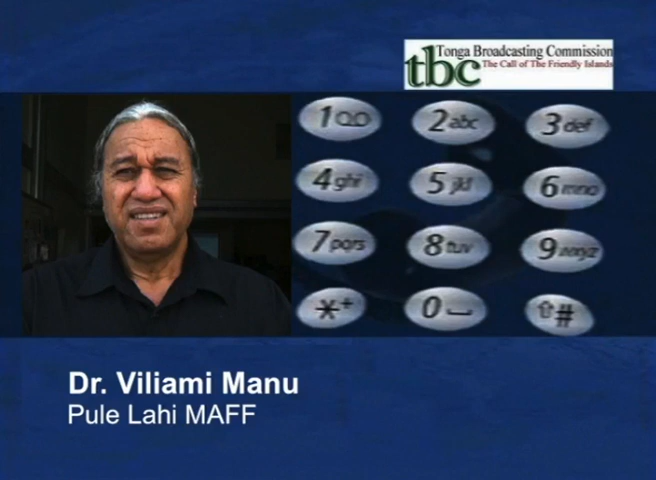 tbc Tonga Broadcasting Commission
The Call of The Friendly Islands
1
2abc 3def
4ghi 5jkl 6mno
7pqrs 8tuv 9wxyz
*+ 0 #
Dr. Viliami Manu
Pule Lahi MAFF